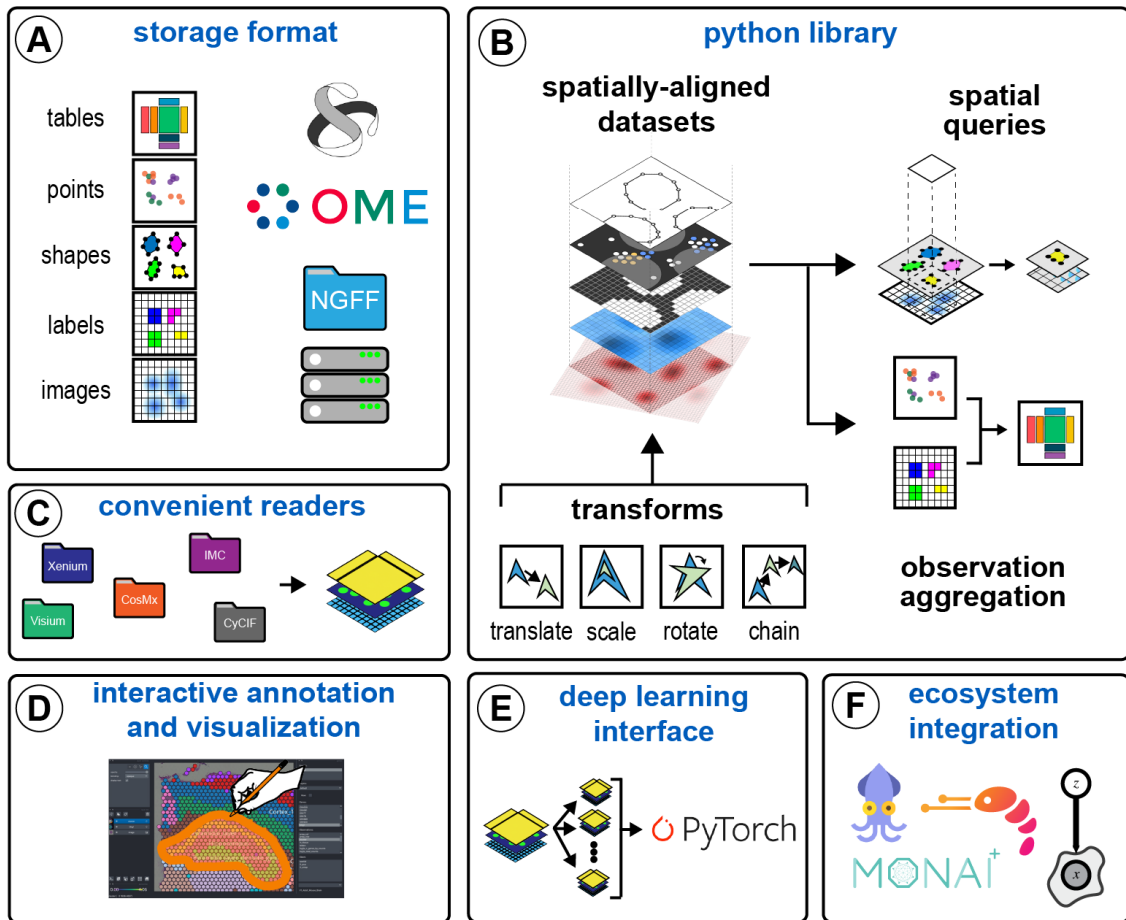 A
storage format
tables
points
shapes
labels
images
OME
NGFF
B
python library
spatially-aligned
datasets
spatial
queries
transforms
translate
scale
rotate
chain
observation
aggregation
C
convenient readers
Xenium
IMC
CosMx
Visium
CyCIF
D
interactive annotation
and visualization
E
deep learning
interface
PyTorch
F
ecosystem
integration
MONAI+
z
x